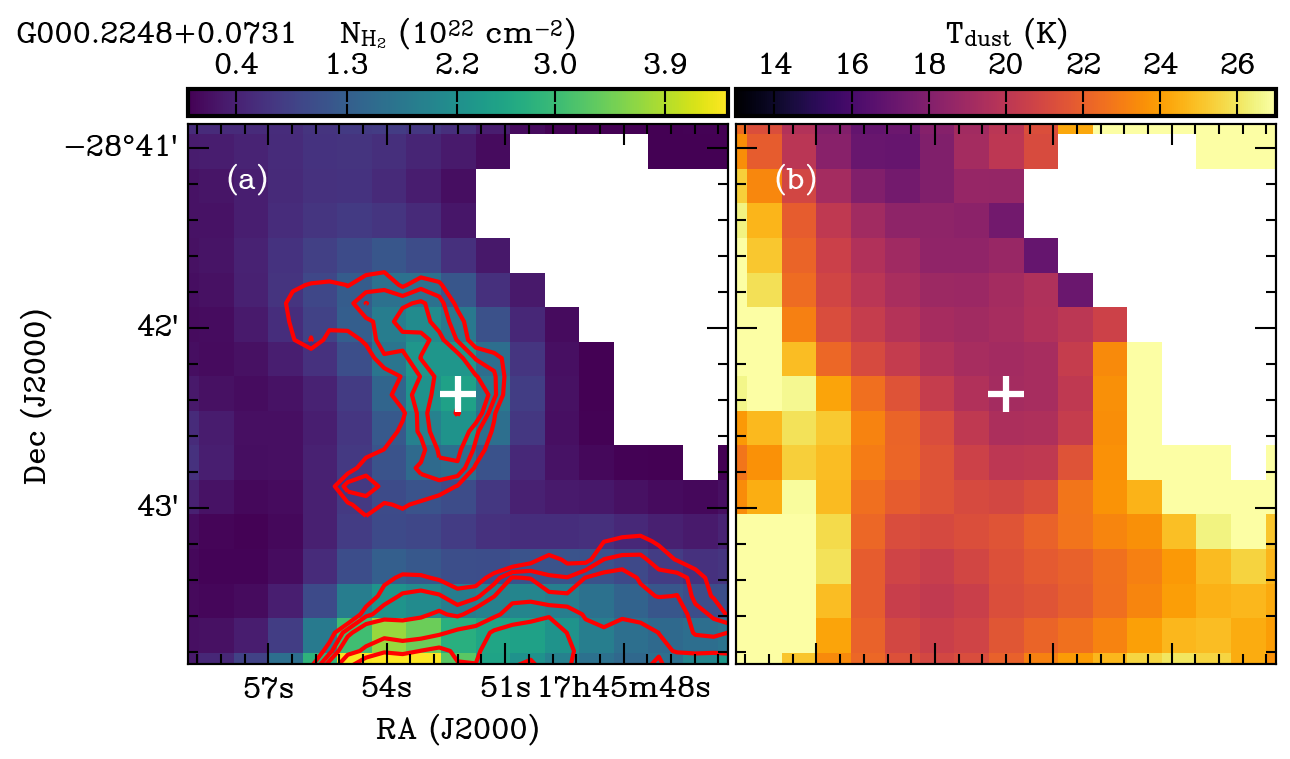 G000.2248+0.0731 N_H₂ (10²² cm⁻²) T_dust (K)
0.4 1.3 2.2 3.0 3.9 14 16 18 20 22 24 26
−28°41'
(a) (b)
42'
43'
Dec (J2000)
57s 54s 51s 17h45m48s
RA (J2000)